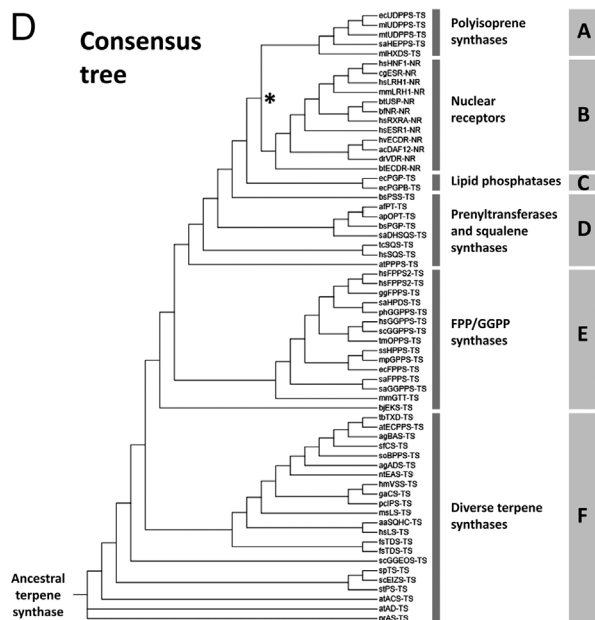 D
Consensus
tree
ecUDPPS-TS
mlUDPPS-TS
mtUDPPS-TS
saHEPPS-TS
mlHXDS-TS
hsHNF1-NR
cgESR-NR
hsLRH1-NR
mmLRH1-NR
btUSP-NR
bfNR-NR
hsRXRA-NR
hsESR1-NR
hvECDR-NR
acDAF12-NR
drVDR-NR
btECDR-NR
ecPGP-TS
ecPGPB-TS
bsPSS-TS
afPT-TS
apOPT-TS
bsPGP-TS
saDHSQS-TS
tcSQS-TS
hsSQS-TS
atPPPS-TS
hsFPPS2-TS
hsFPPS2-TS
ggFPPS-TS
saHPDS-TS
phGGPPS-TS
hsGGPPS-TS
scGGPPS-TS
tmOPPS-TS
ssHPPS-TS
mpGPPS-TS
ecFPPS-TS
saFPPS-TS
saGGPPS-TS
mmGTT-TS
bjEKS-TS
tbTXD-TS
atECPPS-TS
agBAS-TS
sfCS-TS
soBPPS-TS
agADS-TS
ntEAS-TS
hmVSS-TS
gaCS-TS
pcIPS-TS
msLS-TS
aaSQHC-TS
hsLS-TS
fsTDS-TS
fsTDS-TS
scGGEOS-TS
spTS-TS
scEIZS-TS
stPS-TS
atACS-TS
atAD-TS
prAS-TS
*
Ancestral
terpene
synthase
Polyisoprene
synthases
A
Nuclear
receptors
B
Lipid phosphatases
C
Prenyltransferases
and squalene
synthases
D
FPP/GGPP
synthases
E
Diverse terpene
synthases
F